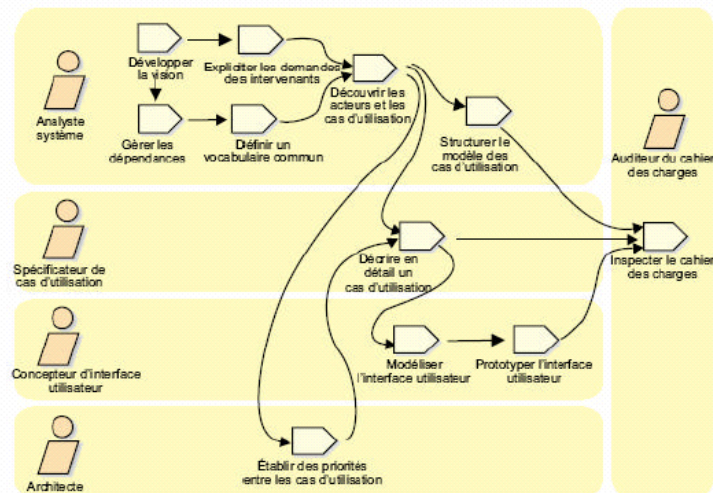 Développer
la vision
Expliciter les demandes
des intervenants
Découvrir les
acteurs et les
cas d'utilisation
Analyste
système
Gèrer les
dépendances
Définir un
vocabulaire commun
Structurer le
modèle des
cas d'utilisation
Auditeur du cahier
des charges
Spécificateur de
cas d'utilisation
Décrire en
détail un
cas d'utilisation
Inspecter le cahier
des charges
Concepteur d'interface
utilisateur
Modéliser
l'interface utilisateur
Prototyper l'interface
utilisateur
Établir des priorités
entre les cas d'utilisation
Architecte